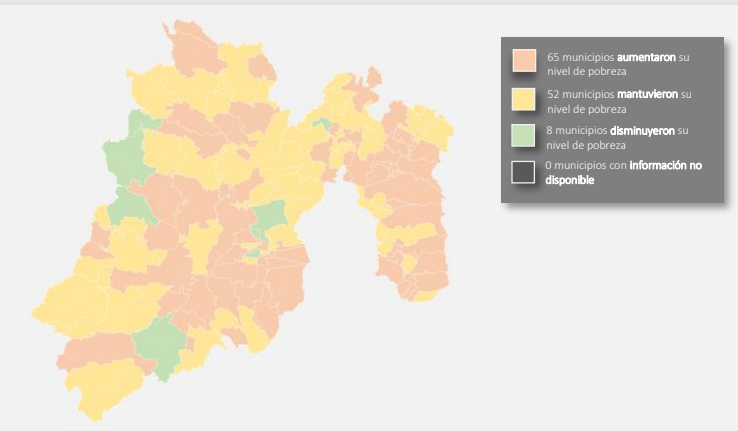 65 municipios aumentaron su
nivel de pobreza
52 municipios mantuvieron su
nivel de pobreza
8 municipios disminuyeron su
nivel de pobreza
0 municipios con información no
disponible